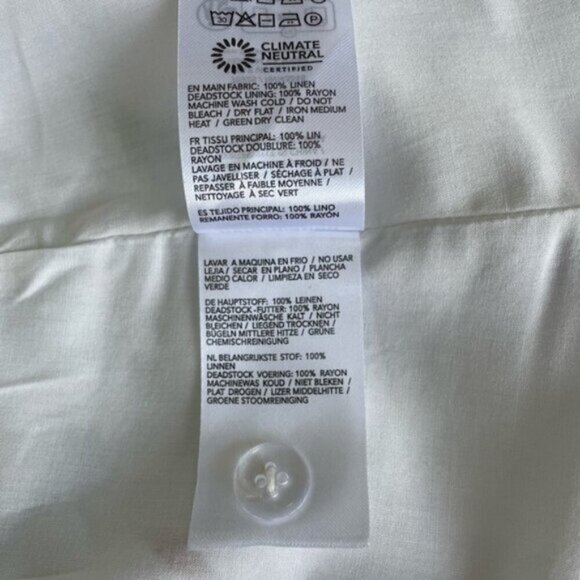 30
P
CLIMATE
NEUTRAL
CERTIFIED
EN MAIN FABRIC: 100% LINEN
DEADSTOCK LINING: 100% RAYON
MACHINE WASH COLD / DO NOT
BLEACH / DRY FLAT / IRON MEDIUM
HEAT / GREEN DRY CLEAN
FR TISSU PRINCIPAL: 100% LIN
DEADSTOCK DOUBLURE: 100%
RAYON
LAVAGE EN MACHINE À FROID / NE
PAS JAVELLISER / SÉCHAGE À PLAT /
REPASSER À FAIBLE MOYENNE /
NETTOYAGE À SEC VERT
ES TEJIDO PRINCIPAL: 100% LINO
REMANENTE FORRO: 100% RAYÓN
LAVAR A MAQUINA EN FRIO / NO USAR
LEJIA / SECAR EN PLANO / PLANCHA
MEDIO CALOR / LIMPIEZA EN SECO
VERDE
DE HAUPTSTOFF: 100% LEINEN
DEADSTOCK-FUTTER: 100% RAYON
MASCHINENWÄSCHE KALT / NICHT
BLEICHEN / LIEGEND TROCKNEN /
BÜGELN MITTLERE HITZE / GRÜNE
CHEMISCHREINIGUNG
NL BELANGRIJKSTE STOF: 100%
LINNEN
DEADSTOCK VOERING: 100% RAYON
MACHINEWAS KOUD / NIET BLEKEN /
PLAT DROGEN / IJZER MIDDELHITTE /
GROENE STOOMREINIGING